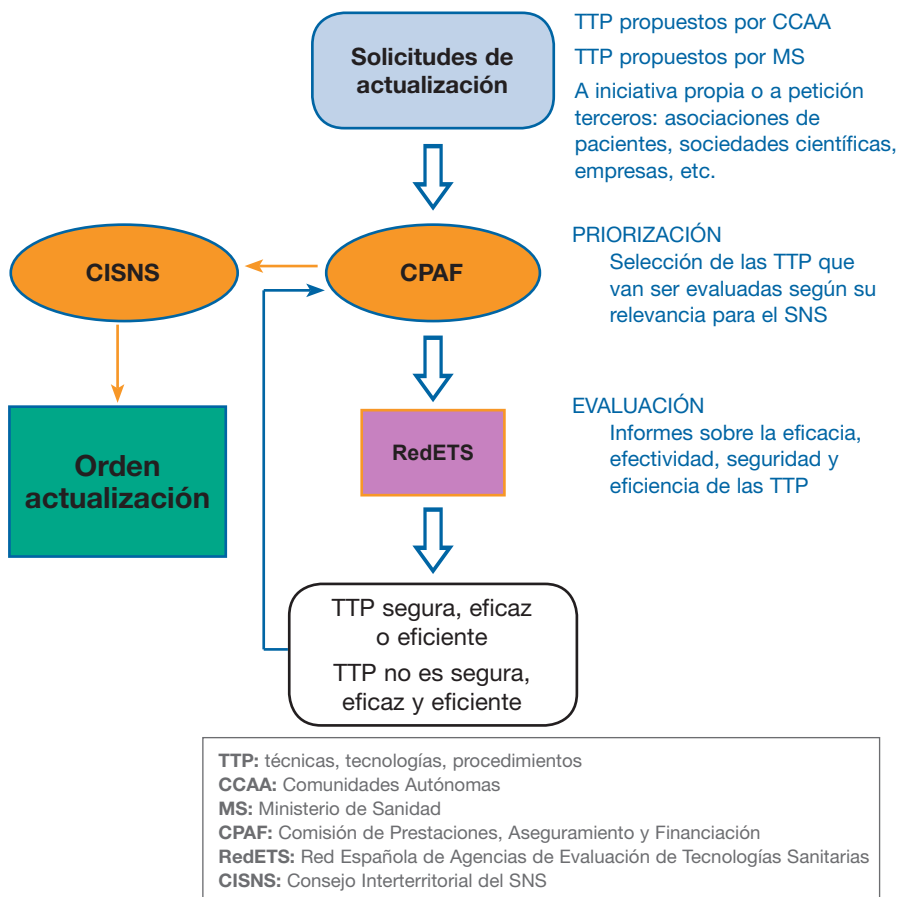 Solicitudes de
actualización
TTP propuestos por CCAA
TTP propuestos por MS
A iniciativa propia o a petición
terceros: asociaciones de
pacientes, sociedades científicas,
empresas, etc.
CISNS
CPAF
PRIORIZACIÓN
Selección de las TTP que
van ser evaluadas según su
relevancia para el SNS
Orden
actualización
RedETS
EVALUACIÓN
Informes sobre la eficacia,
efectividad, seguridad y
eficiencia de las TTP
TTP segura, eficaz
o eficiente
TTP no es segura,
eficaz y eficiente
TTP: técnicas, tecnologías, procedimientos
CCAA: Comunidades Autónomas
MS: Ministerio de Sanidad
CPAF: Comisión de Prestaciones, Aseguramiento y Financiación
RedETS: Red Española de Agencias de Evaluación de Tecnologías Sanitarias
CISNS: Consejo Interterritorial del SNS